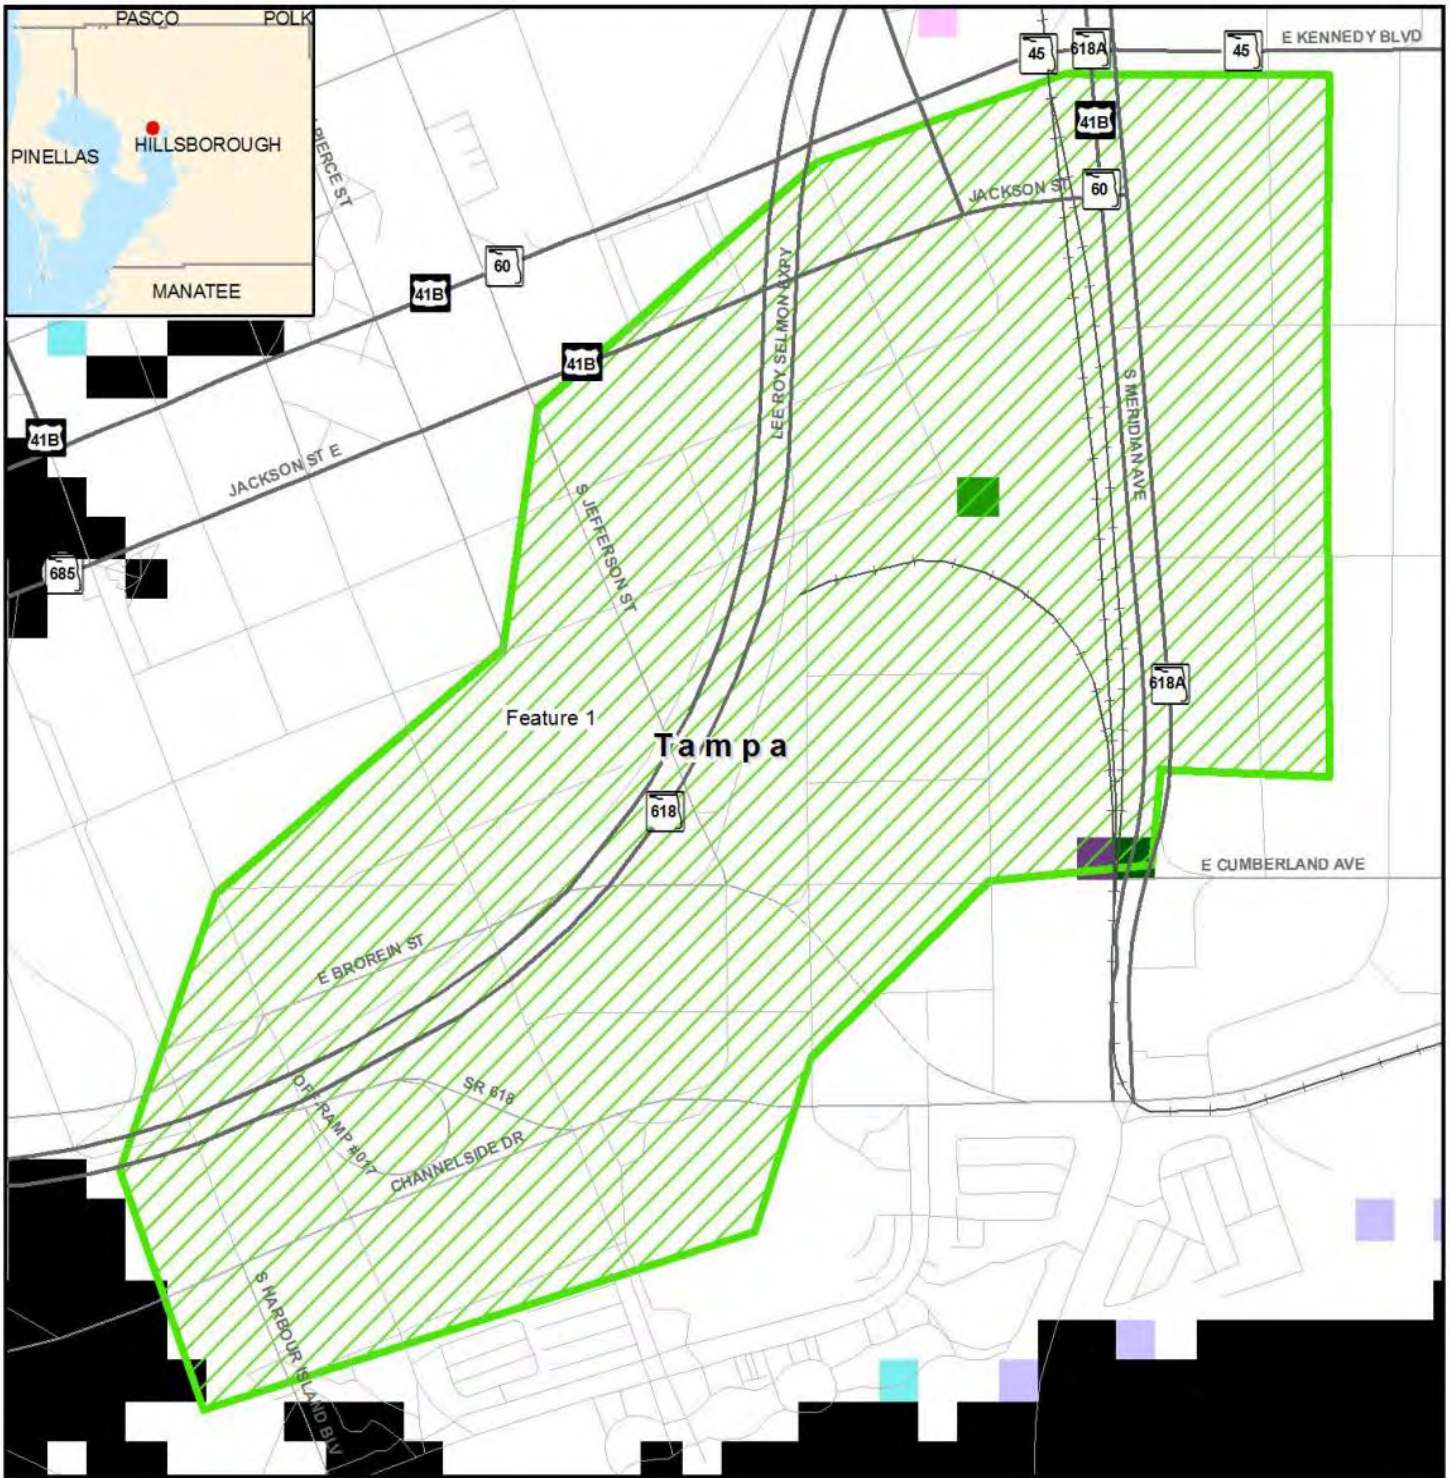 PASCO
POLK
HILLSBOROUGH
PINELLAS
MANATEE
PIERCE ST
45
618A
45
E KENNEDY BLVD
41B
JACKSON ST
60
60
41B
41B
LEE ROY SELMON EXPY
S MERIDIAN AVE
41B
JACKSON ST E
S JEFFERSON ST
685
618A
Feature 1
Tampa
618
E CUMBERLAND AVE
E BROREIN ST
OFF-RAMP #017
SR 618
CHANNELSIDE DR
S HARBOUR ISLAND BLV